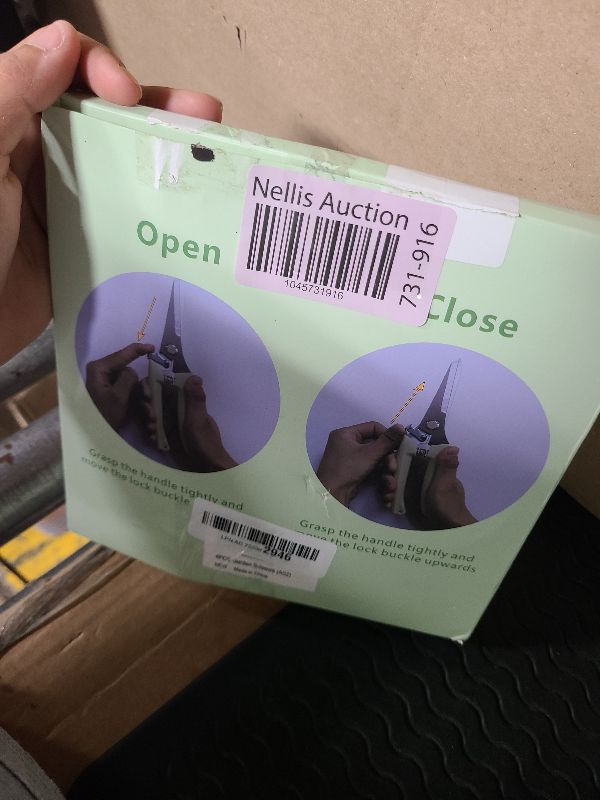 Nellis Auction
1045731916
731-916
Open
Close
Grasp the handle tightly and
move the lock buckle
Grasp the handle tightly and
the lock buckle upwards
2946
Made in China